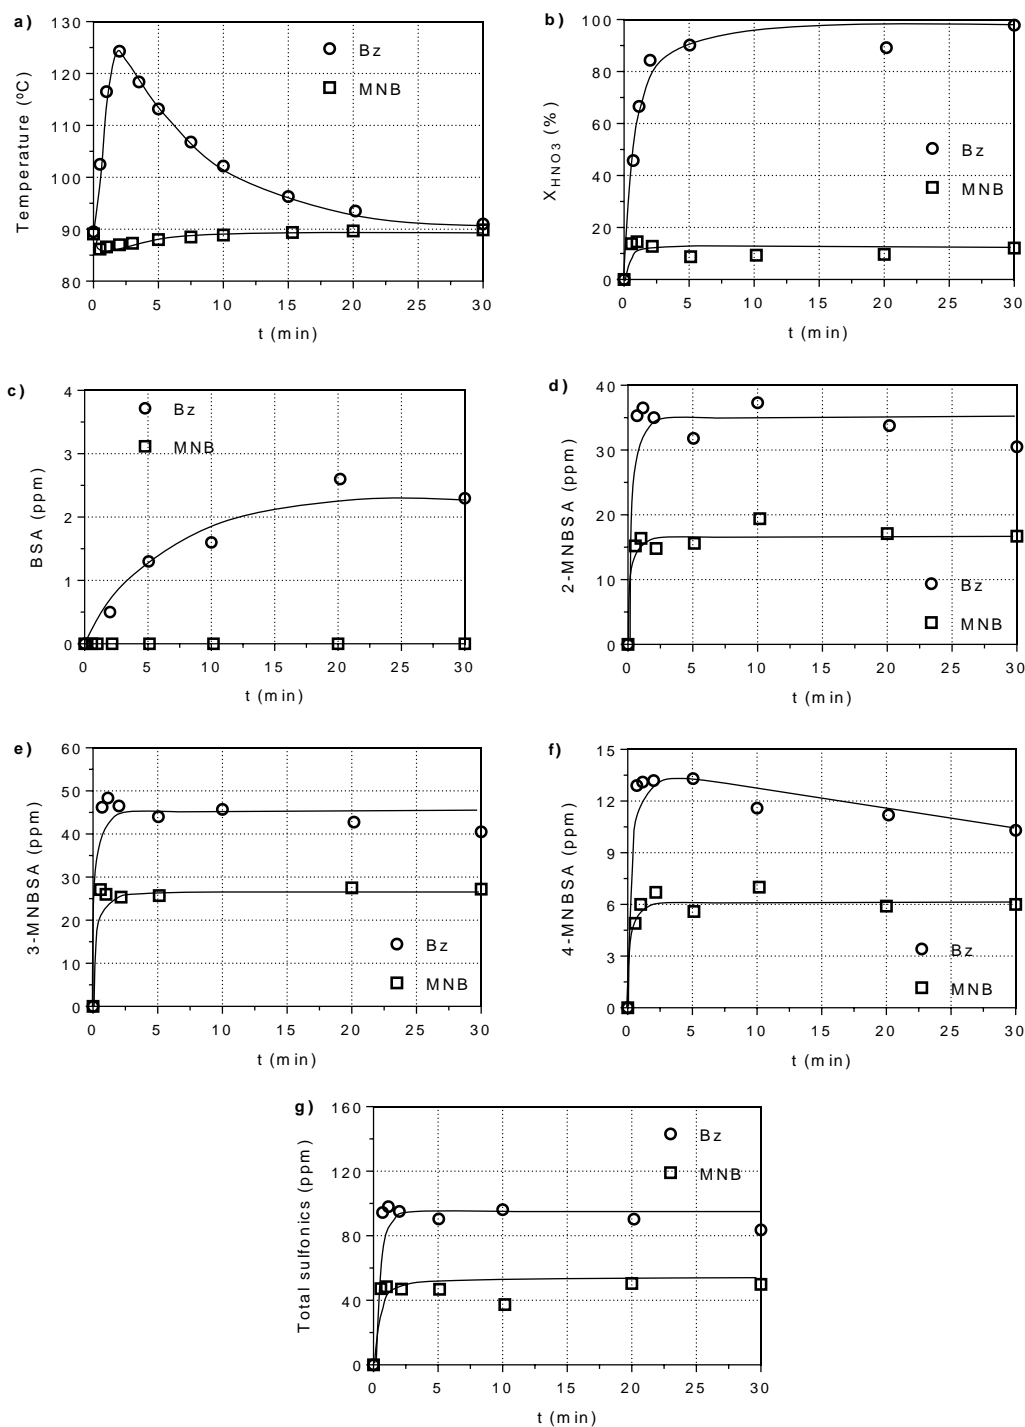 a)
130
120
110
100
90
80
Temperature (ºC)
Bz
MNB
0 5 10 15 20 25 30
t (min)
b)
100
80
60
40
20
0
XHNO3 (%)
Bz
MNB
0 5 10 15 20 25 30
t (min)
c)
4
3
2
1
0
BSA (ppm)
Bz
MNB
0 5 10 15 20 25 30
t (min)
d)
40
30
20
10
0
2-MNBSA (ppm)
Bz
MNB
0 5 10 15 20 25 30
t (min)
e)
60
50
40
30
20
10
0
3-MNBSA (ppm)
Bz
MNB
0 5 10 15 20 25 30
t (min)
f)
15
12
9
6
3
0
4-MNBSA (ppm)
Bz
MNB
0 5 10 15 20 25 30
t (min)
g)
160
120
80
40
0
Total sulfonics (ppm)
Bz
MNB
0 5 10 15 20 25 30
t (min)